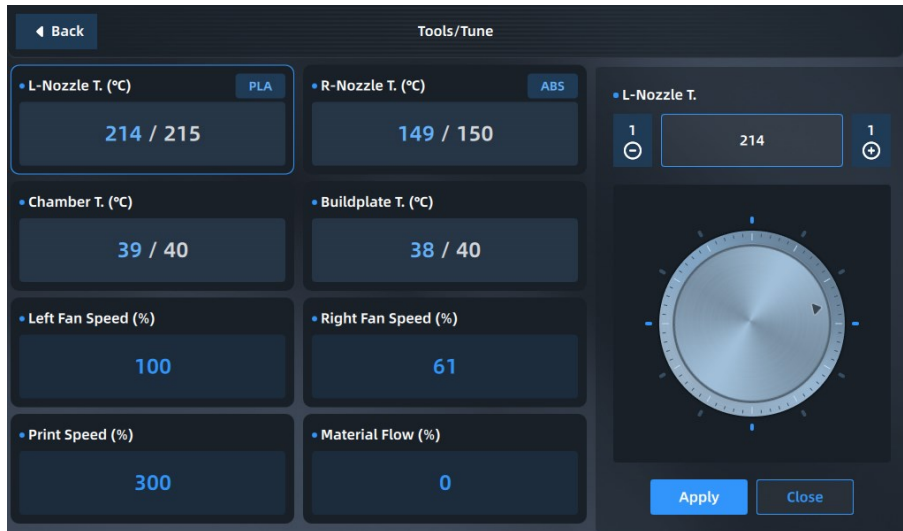 Back
Tools/Tune
L-Nozzle T. (℃)
PLA
214 / 215
R-Nozzle T. (℃)
ABS
149 / 150
Chamber T. (℃)
39 / 40
Buildplate T. (℃)
38 / 40
Left Fan Speed (%)
100
Right Fan Speed (%)
61
Print Speed (%)
300
Material Flow (%)
0
L-Nozzle T.
1
214
1
Apply
Close